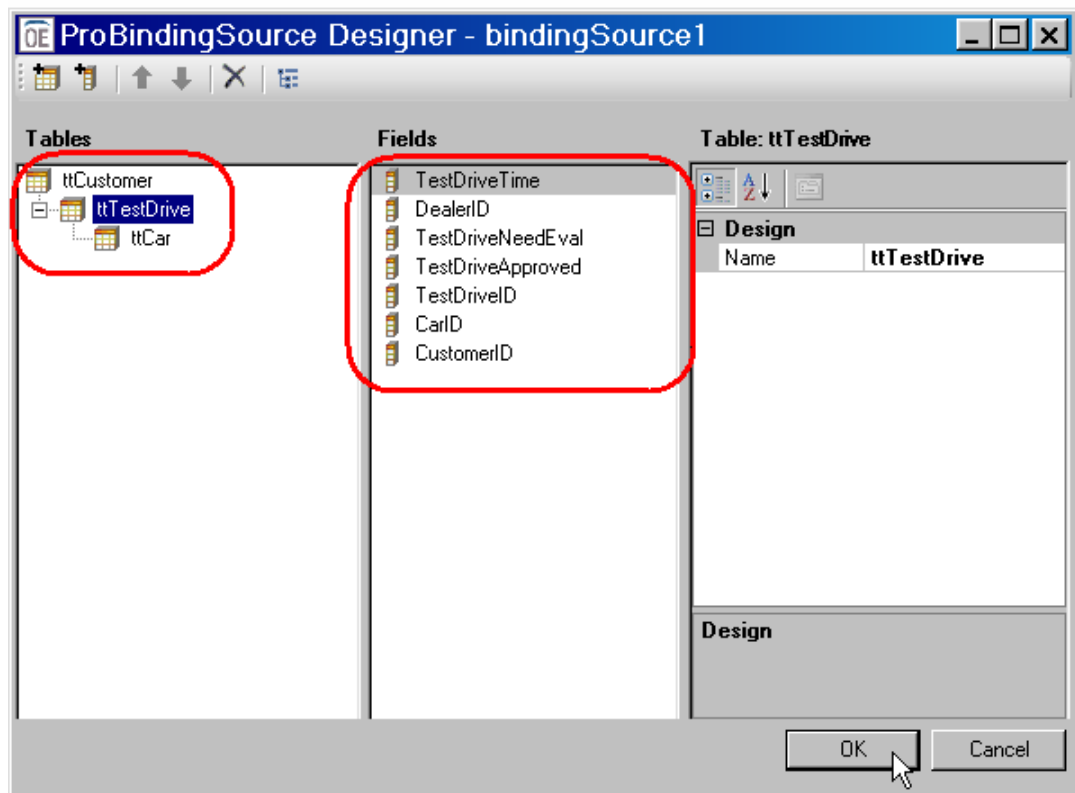 OE ProBindingSource Designer - bindingSource1
Tables
ttCustomer
ttTestDrive
ttCar
Fields
TestDriveTime
DealerID
TestDriveNeedEval
TestDriveApproved
TestDriveID
CarID
CustomerID
Table: ttTestDrive
A
Z
Design
Name ttTestDrive
Design
OK Cancel